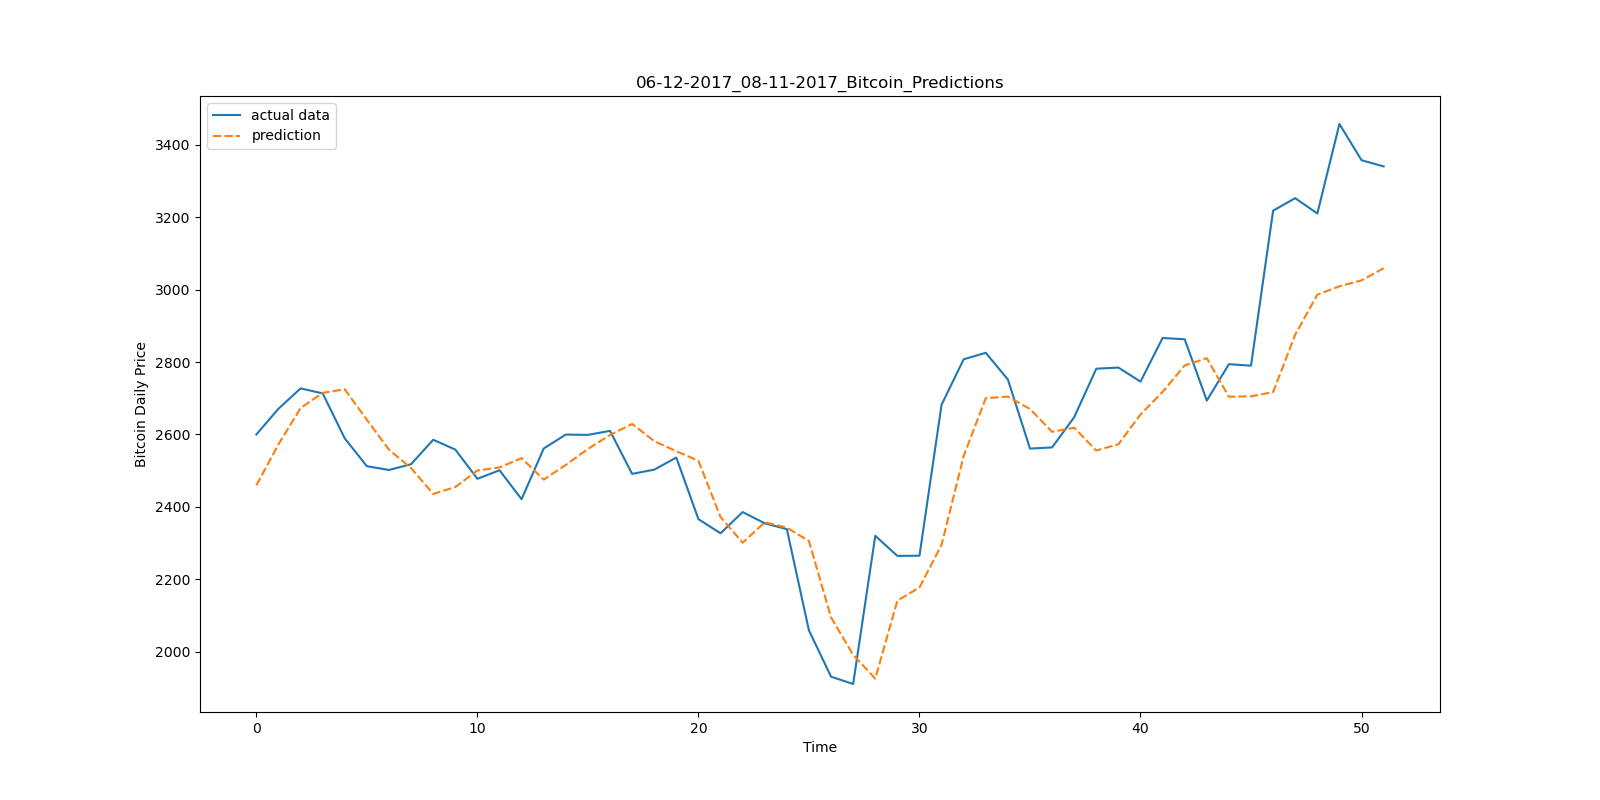 06-12-2017_08-11-2017_Bitcoin_Predictions
actual data
prediction
3400
3200
3000
2800
2600
2400
2200
2000
Bitcoin Daily Price
0 10 20 30 40 50
Time